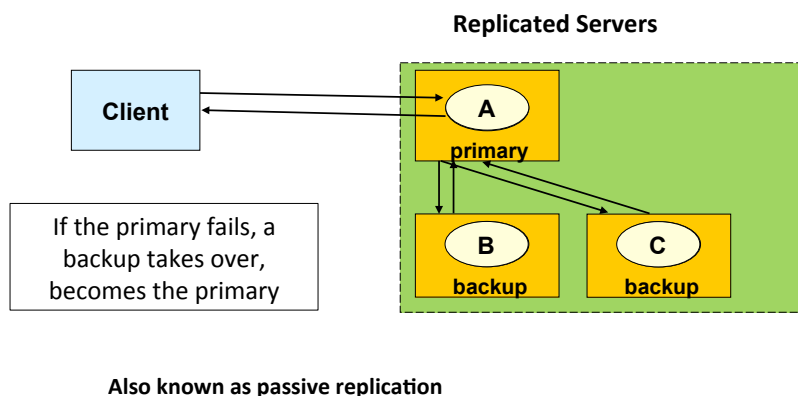 Replicated Servers
Client
A
primary
If the primary fails, a
backup takes over,
becomes the primary
B
backup
C
backup
Also known as passive replication